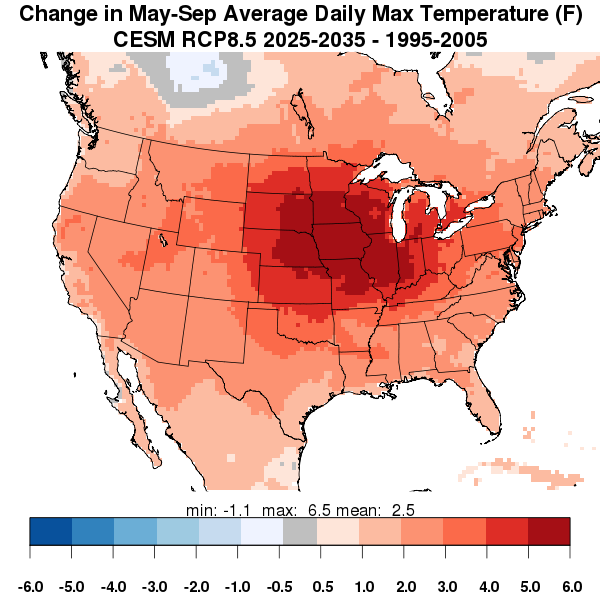 Change in May-Sep Average Daily Max Temperature (F)
CESM RCP8.5 2025-2035 - 1995-2005
min: -1.1 max: 6.5 mean: 2.5
-6.0 -5.0 -4.0 -3.0 -2.0 -1.0 -0.5 0.5 1.0 2.0 3.0 4.0 5.0 6.0